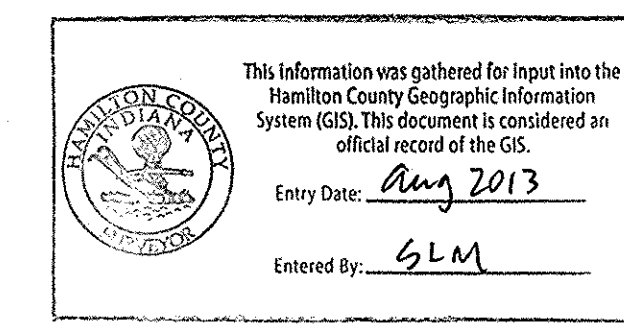 This information was gathered for input into the
Hamilton County Geographic Information
System (GIS). This document is considered an
official record of the GIS.
Entry Date: Aug 2013
Entered By: SLM
HAMILTON COUNTY
INDIANA
SURVEYOR